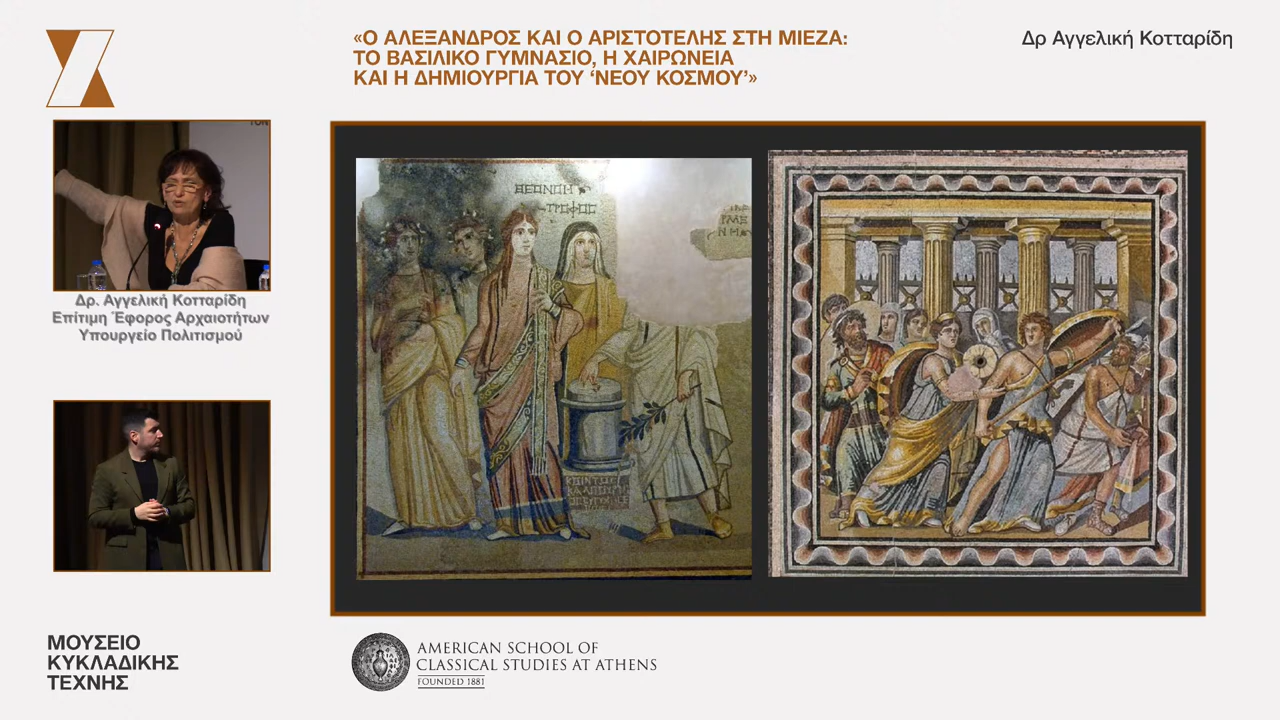 «Ο ΑΛΕΞΑΝΔΡΟΣ ΚΑΙ Ο ΑΡΙΣΤΟΤΕΛΗΣ ΣΤΗ ΜΙΕΖΑ:
ΤΟ ΒΑΣΙΛΙΚΟ ΓΥΜΝΑΣΙΟ, Η ΧΑΙΡΩΝΕΙΑ
ΚΑΙ Η ΔΗΜΙΟΥΡΓΙΑ ΤΟΥ ‘ΝΕΟΥ ΚΟΣΜΟΥ’»
Δρ Αγγελική Κοτταρίδη
Δρ. Αγγελική Κοτταρίδη
Επίτιμη Έφορος Αρχαιοτήτων
Υπουργείο Πολιτισμού
ΤΡΟΦΟΣ
ΜΟΥΣΕΙΟ
ΚΥΚΛΑΔΙΚΗΣ
ΤΕΧΝΗΣ
AMERICAN SCHOOL OF
CLASSICAL STUDIES AT ATHENS
FOUNDED 1881